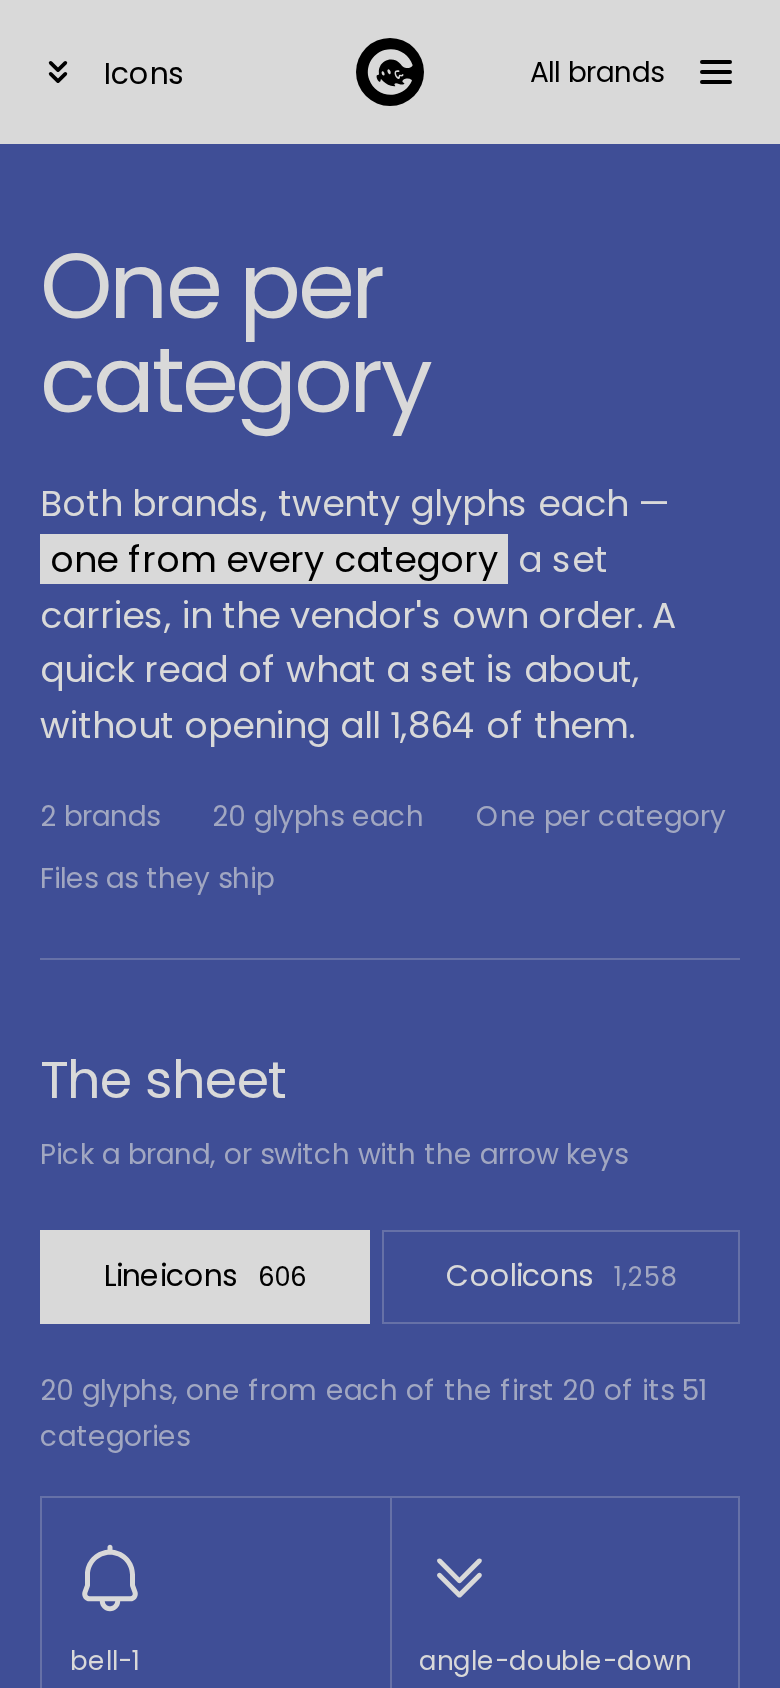 Icons
All brands
One per
category
Both brands, twenty glyphs each —
one from every category a set
carries, in the vendor's own order. A
quick read of what a set is about,
without opening all 1,864 of them.
2 brands 20 glyphs each One per category
Files as they ship
The sheet
Pick a brand, or switch with the arrow keys
Lineicons 606
Coolicons 1,258
20 glyphs, one from each of the first 20 of its 51
categories
bell-1
angle-double-down